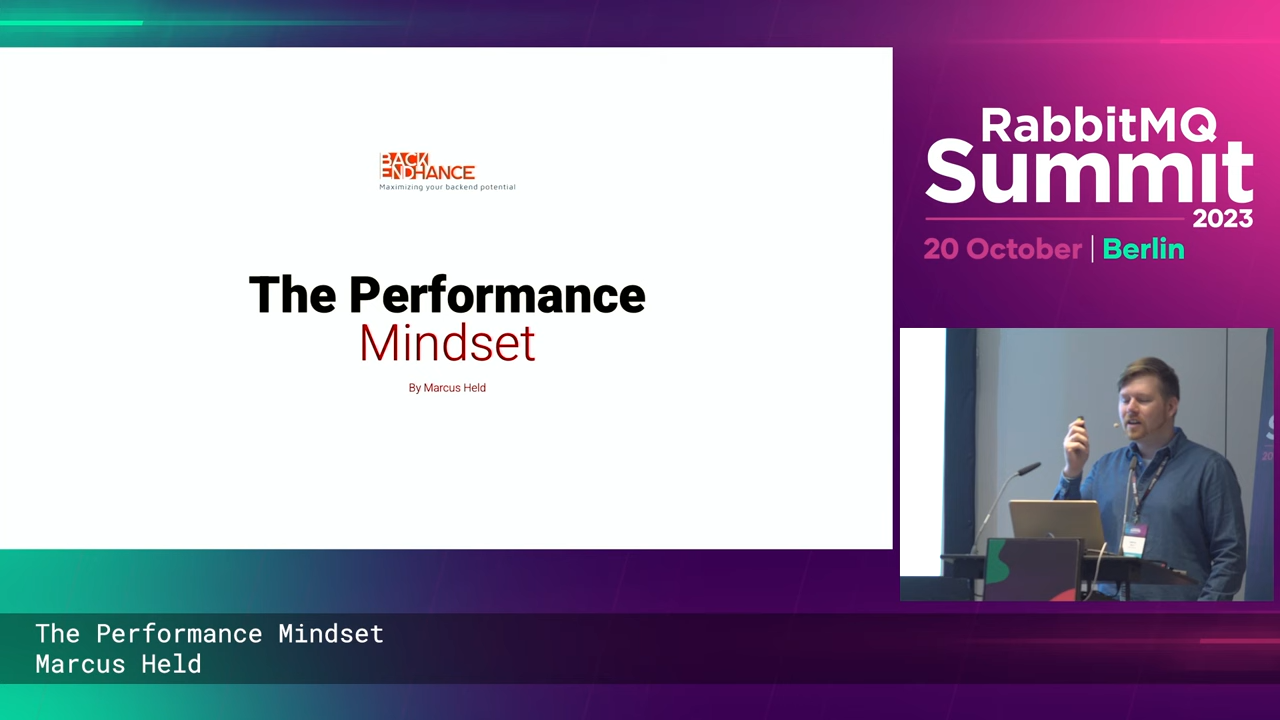 BACK
ENDHANCE
Maximizing your backend potential
The Performance
Mindset
By Marcus Held
RabbitMQ
Summit
2023
20 October | Berlin
The Performance Mindset
Marcus Held